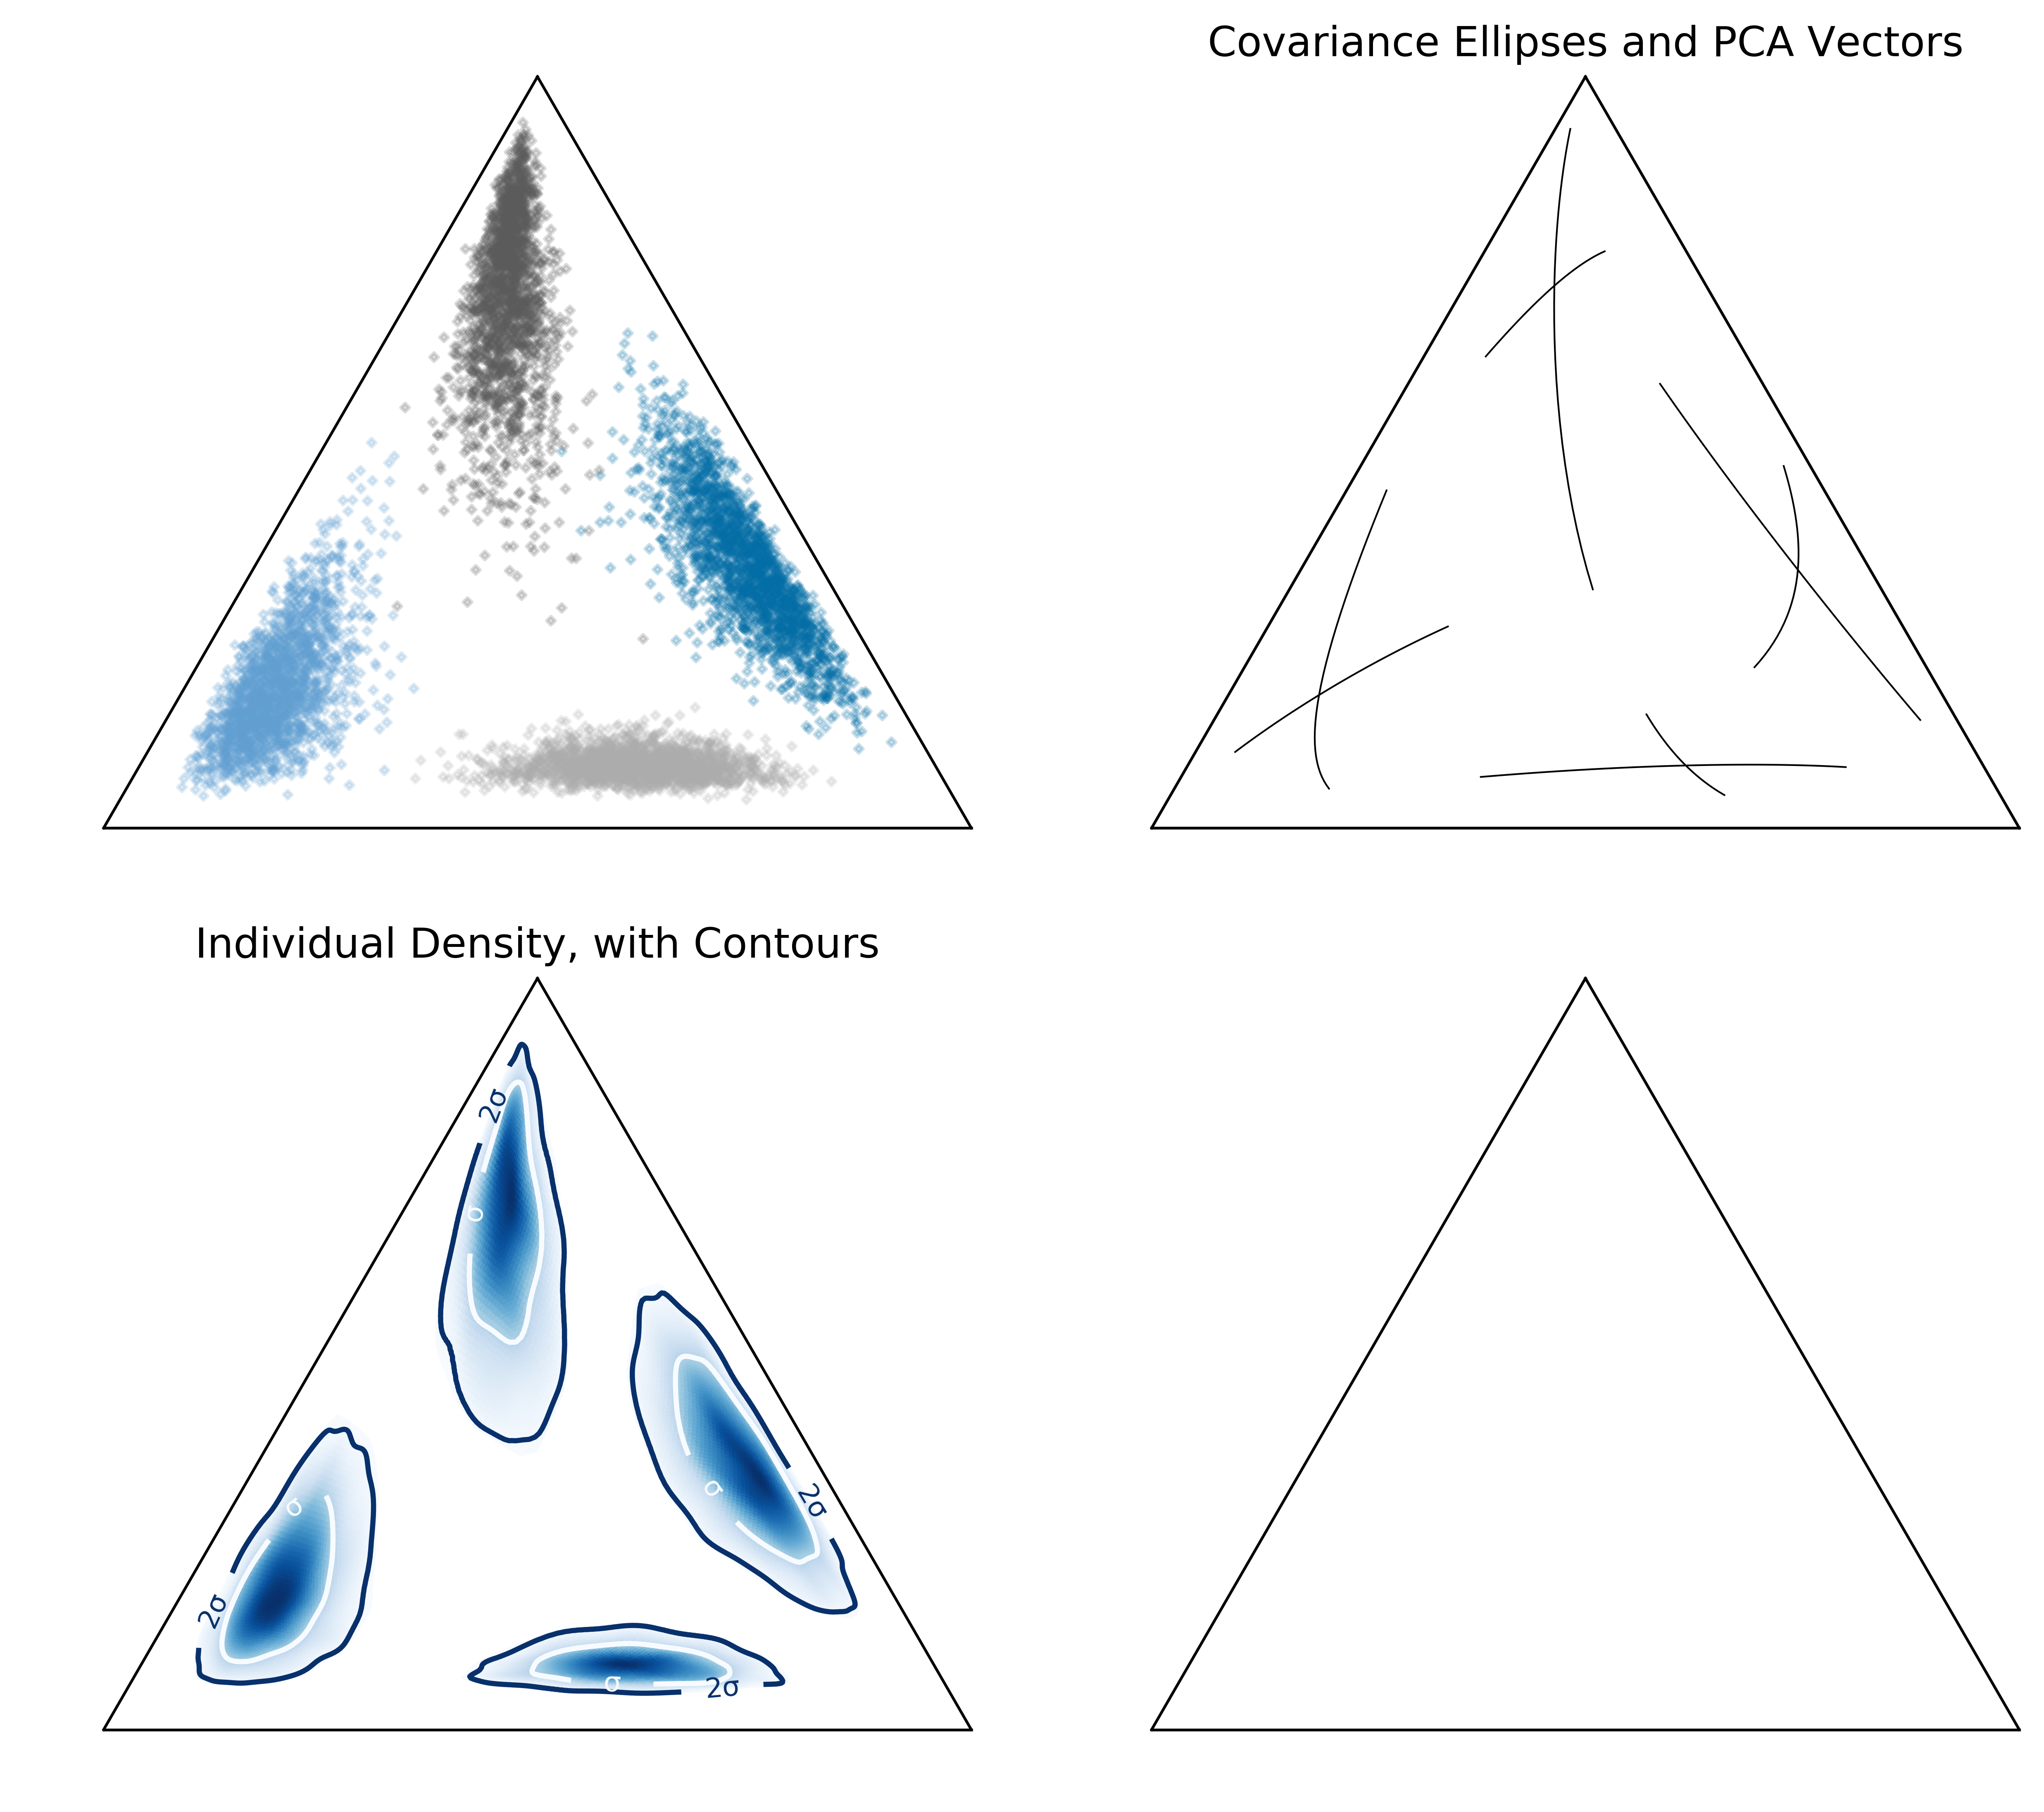 Covariance Ellipses and PCA Vectors
Individual Density, with Contours
2σ
σ
σ
σ
2σ
2σ
σ
2σ